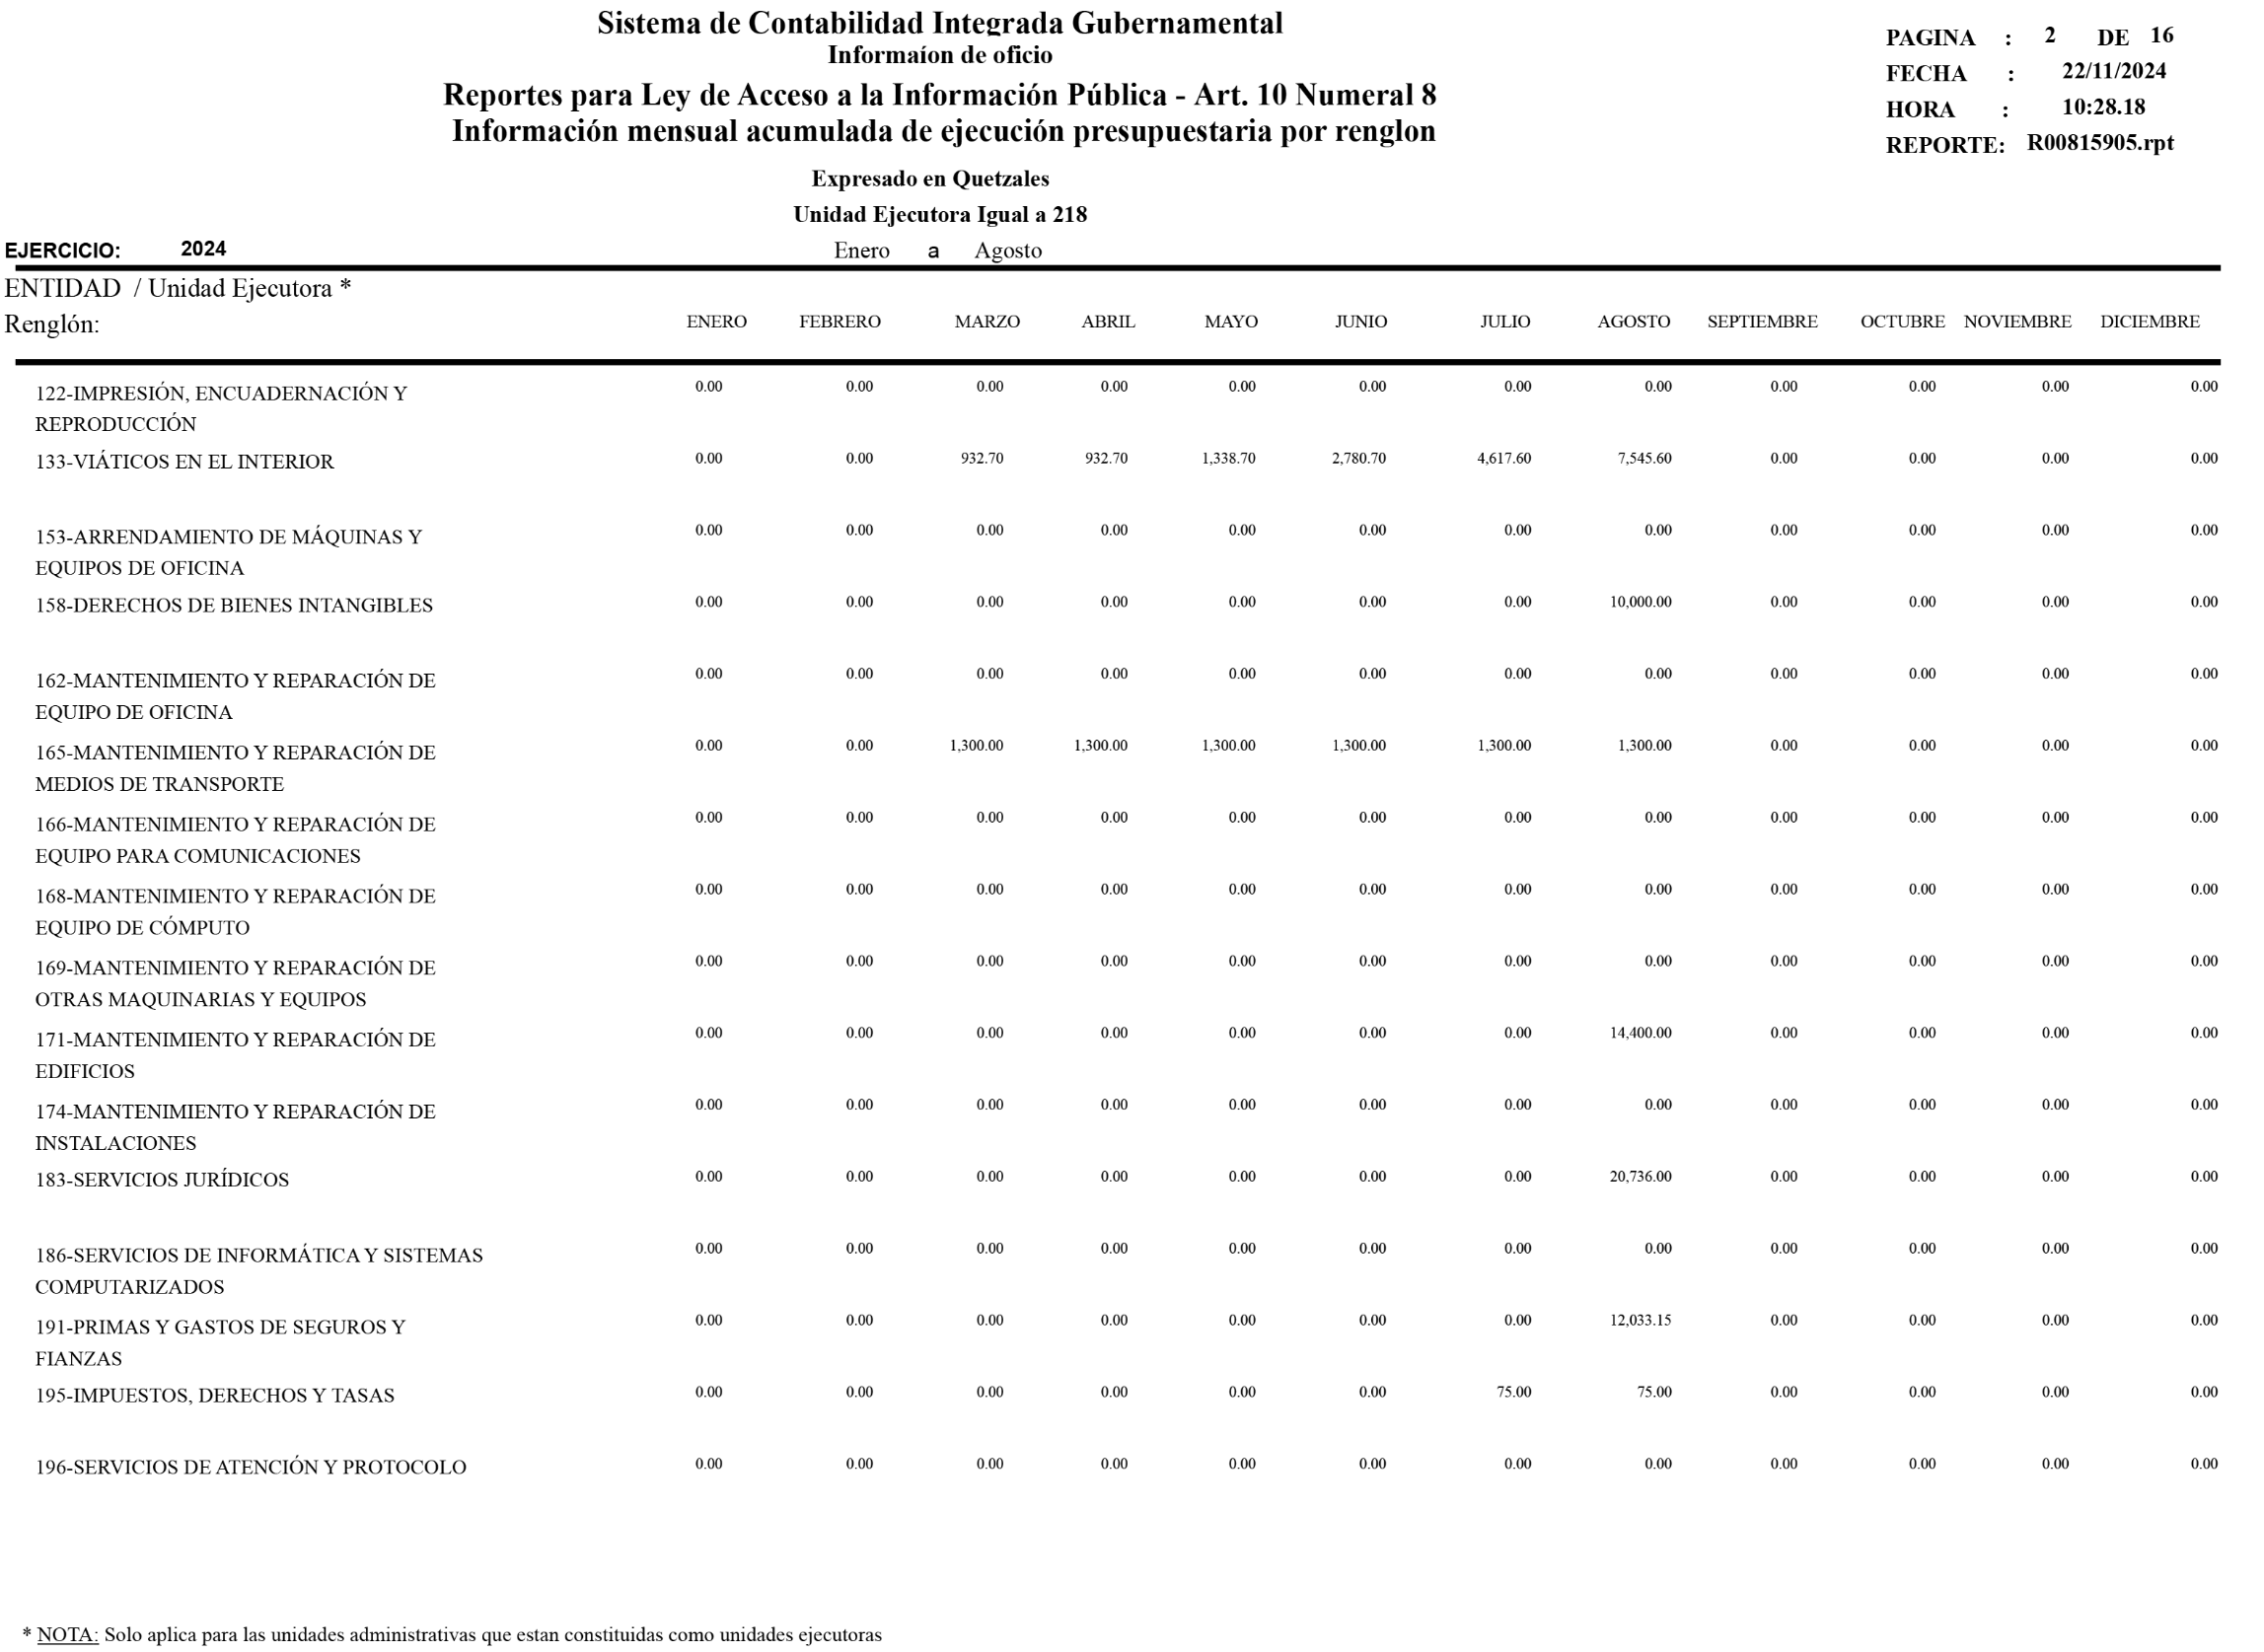 Sistema de Contabilidad Integrada Gubernamental
Informaíon de oficio
Reportes para Ley de Acceso a la Información Pública - Art. 10 Numeral 8
Información mensual acumulada de ejecución presupuestaria por renglon
PAGINA : 2 DE 16
FECHA : 22/11/2024
HORA : 10:28.18
REPORTE: R00815905.rpt
Expresado en Quetzales
Unidad Ejecutora Igual a 218
EJERCICIO: 2024 Enero a Agosto
ENTIDAD / Unidad Ejecutora *
Renglón: ENERO FEBRERO MARZO ABRIL MAYO JUNIO JULIO AGOSTO SEPTIEMBRE OCTUBRE NOVIEMBRE DICIEMBRE
122-IMPRESIÓN, ENCUADERNACIÓN Y 0.00 0.00 0.00 0.00 0.00 0.00 0.00 0.00 0.00 0.00 0.00 0.00
REPRODUCCIÓN
133-VIÁTICOS EN EL INTERIOR 0.00 0.00 932.70 932.70 1,338.70 2,780.70 4,617.60 7,545.60 0.00 0.00 0.00 0.00
153-ARRENDAMIENTO DE MÁQUINAS Y 0.00 0.00 0.00 0.00 0.00 0.00 0.00 0.00 0.00 0.00 0.00 0.00
EQUIPOS DE OFICINA
158-DERECHOS DE BIENES INTANGIBLES 0.00 0.00 0.00 0.00 0.00 0.00 0.00 10,000.00 0.00 0.00 0.00 0.00
162-MANTENIMIENTO Y REPARACIÓN DE 0.00 0.00 0.00 0.00 0.00 0.00 0.00 0.00 0.00 0.00 0.00 0.00
EQUIPO DE OFICINA
165-MANTENIMIENTO Y REPARACIÓN DE 0.00 0.00 1,300.00 1,300.00 1,300.00 1,300.00 1,300.00 1,300.00 0.00 0.00 0.00 0.00
MEDIOS DE TRANSPORTE
166-MANTENIMIENTO Y REPARACIÓN DE 0.00 0.00 0.00 0.00 0.00 0.00 0.00 0.00 0.00 0.00 0.00 0.00
EQUIPO PARA COMUNICACIONES
168-MANTENIMIENTO Y REPARACIÓN DE 0.00 0.00 0.00 0.00 0.00 0.00 0.00 0.00 0.00 0.00 0.00 0.00
EQUIPO DE CÓMPUTO
169-MANTENIMIENTO Y REPARACIÓN DE 0.00 0.00 0.00 0.00 0.00 0.00 0.00 0.00 0.00 0.00 0.00 0.00
OTRAS MAQUINARIAS Y EQUIPOS
171-MANTENIMIENTO Y REPARACIÓN DE 0.00 0.00 0.00 0.00 0.00 0.00 0.00 14,400.00 0.00 0.00 0.00 0.00
EDIFICIOS
174-MANTENIMIENTO Y REPARACIÓN DE 0.00 0.00 0.00 0.00 0.00 0.00 0.00 0.00 0.00 0.00 0.00 0.00
INSTALACIONES
183-SERVICIOS JURÍDICOS 0.00 0.00 0.00 0.00 0.00 0.00 0.00 20,736.00 0.00 0.00 0.00 0.00
186-SERVICIOS DE INFORMÁTICA Y SISTEMAS 0.00 0.00 0.00 0.00 0.00 0.00 0.00 0.00 0.00 0.00 0.00 0.00
COMPUTARIZADOS
191-PRIMAS Y GASTOS DE SEGUROS Y 0.00 0.00 0.00 0.00 0.00 0.00 0.00 12,033.15 0.00 0.00 0.00 0.00
FIANZAS
195-IMPUESTOS, DERECHOS Y TASAS 0.00 0.00 0.00 0.00 0.00 0.00 75.00 75.00 0.00 0.00 0.00 0.00
196-SERVICIOS DE ATENCIÓN Y PROTOCOLO 0.00 0.00 0.00 0.00 0.00 0.00 0.00 0.00 0.00 0.00 0.00 0.00
* NOTA: Solo aplica para las unidades administrativas que estan constituidas como unidades ejecutoras